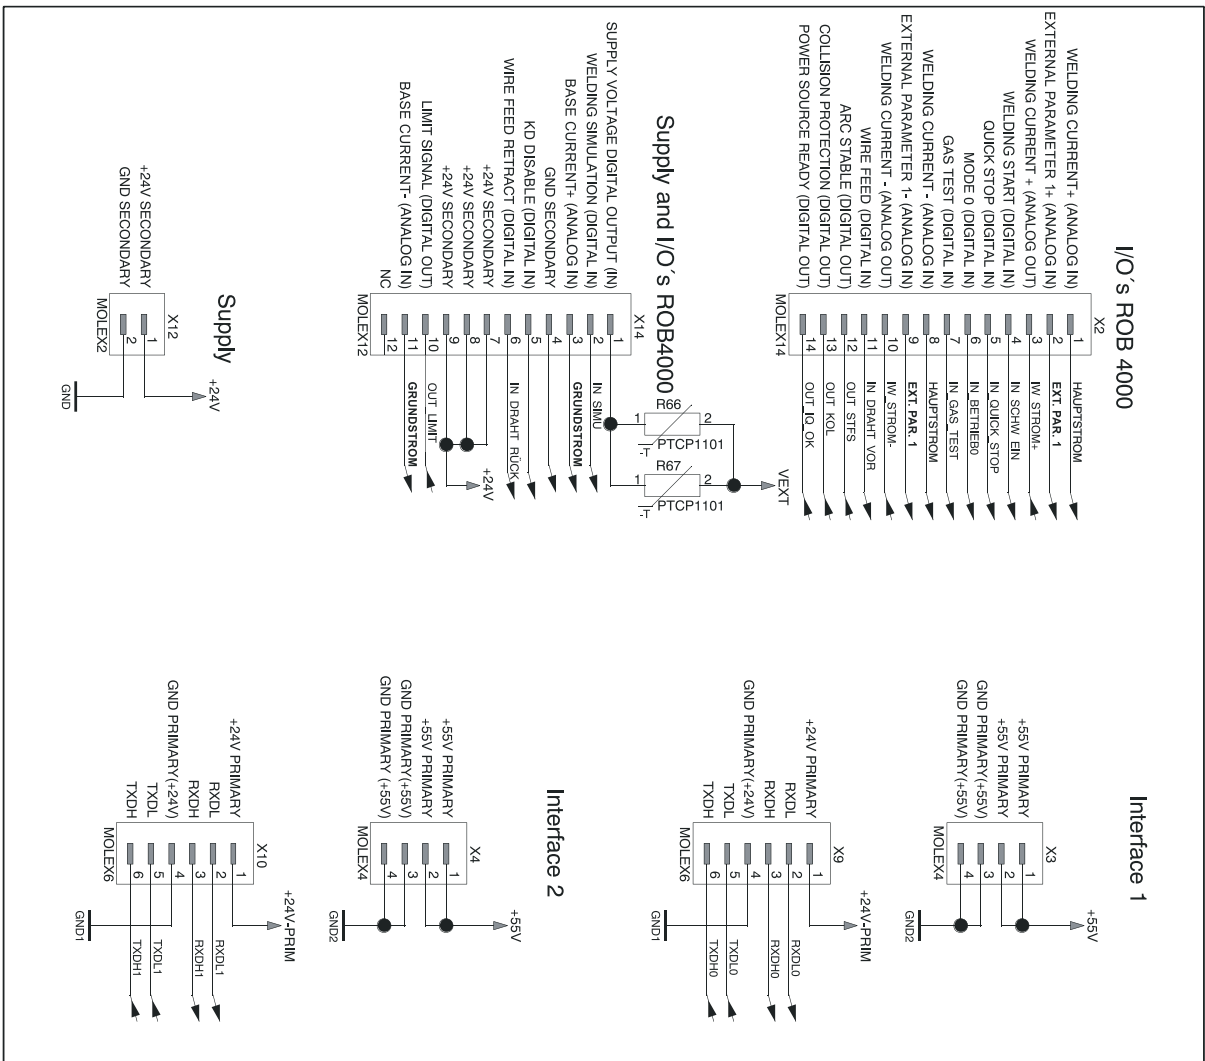 I/O´s ROB 4000
X2
WELDING CURRENT+ (ANALOG IN) 1 HAUPTSTROM
EXTERNAL PARAMETER 1+ (ANALOG IN) 2 EXT. PAR. 1
WELDING CURRENT + (ANALOG OUT) 3 IW_STROM+
WELDING START (DIGITAL IN) 4 IN_SCHW_EIN
QUICK STOP (DIGITAL IN) 5 IN_QUICK_STOP
MODE 0 (DIGITAL IN) 6 IN_BETRIEB0
GAS TEST (DIGITAL IN) 7 IN_GAS_TEST
WELDING CURRENT - (ANALOG IN) 8 HAUPTSTROM
EXTERNAL PARAMETER 1- (ANALOG IN) 9 EXT. PAR. 1
WELDING CURRENT - (ANALOG OUT) 10 IW_STROM-
WIRE FEED (DIGITAL IN) 11 IN_DRAHT_VOR
ARC STABLE (DIGITAL OUT) 12 OUT_STFS
COLLISION PROTECTION (DIGITAL OUT) 13 OUT_KOL
POWER SOURCE READY (DIGITAL OUT) 14 OUT_IQ_OK
MOLEX14
VEXT
R66
1 2
-T PTCP1101
R67
1 2
-T PTCP1101
Supply and I/O´s ROB4000
X14
SUPPLY VOLTAGE DIGITAL OUTPUT (IN) 1
WELDING SIMULATION (DIGITAL IN) 2 IN_SIMU
BASE CURRENT+ (ANALOG IN) 3 GRUNDSTROM
GND SECONDARY 4
KD DISABLE (DIGITAL IN) 5
WIRE FEED RETRACT (DIGITAL IN) 6 IN_DRAHT_RÜCK
+24V SECONDARY 7
+24V SECONDARY 8 +24V
+24V SECONDARY 9
LIMIT SIGNAL (DIGITAL OUT) 10 OUT_LIMIT
BASE CURRENT- (ANALOG IN) 11 GRUNDSTROM
NC 12
MOLEX12
Supply
+24V
X12
+24V SECONDARY 1
GND SECONDARY 2
MOLEX2
GND
Interface 1
X3
+55V
+55V PRIMARY 1
+55V PRIMARY 2
GND PRIMARY (+55V) 3
GND PRIMARY (+55V) 4
MOLEX4
GND2
X9
+24V-PRIM
+24V PRIMARY 1
RXDL 2 RXDL0
RXDH 3 RXDH0
GND PRIMARY(+24V) 4
TXDL 5 TXDL0
TXDH 6 TXDH0
MOLEX6
GND1
Interface 2
X4
+55V
+55V PRIMARY 1
+55V PRIMARY 2
GND PRIMARY (+55V) 3
GND PRIMARY (+55V) 4
MOLEX4
GND2
X10
+24V-PRIM
+24V PRIMARY 1
RXDL 2 RXDL1
RXDH 3 RXDH1
GND PRIMARY(+24V) 4
TXDL 5 TXDL1
TXDH 6 TXDH1
MOLEX6
GND1